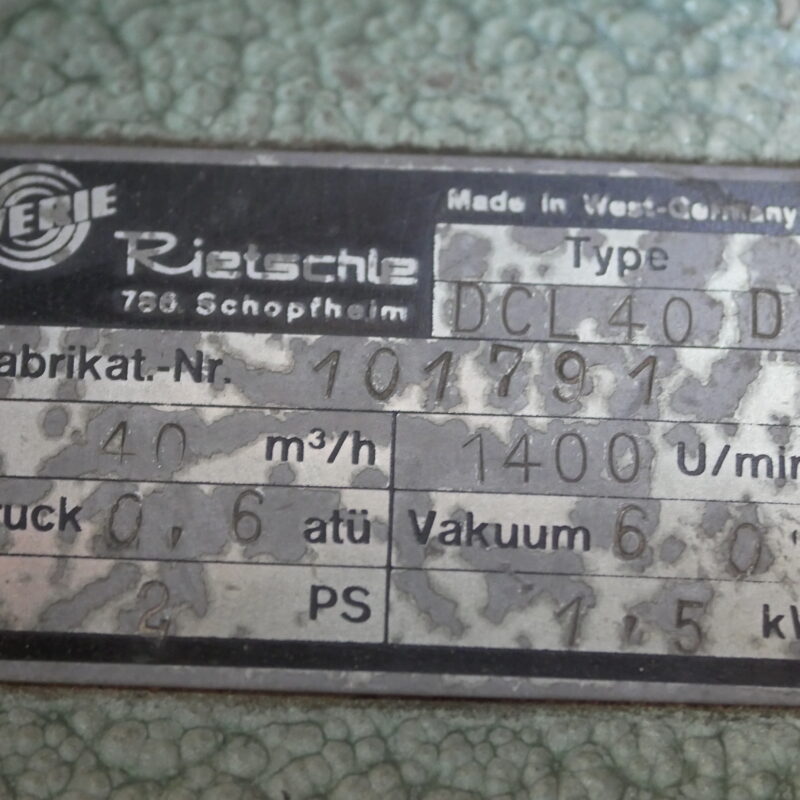 ERIE
Rietschle
786 Schopfheim
Made in West-Germany
Type
DCL 40 D
abrikat.-Nr. 101791
40 m³/h 1400 U/min
ruck 0,6 atü Vakuum 60
2 PS 1,5 kW